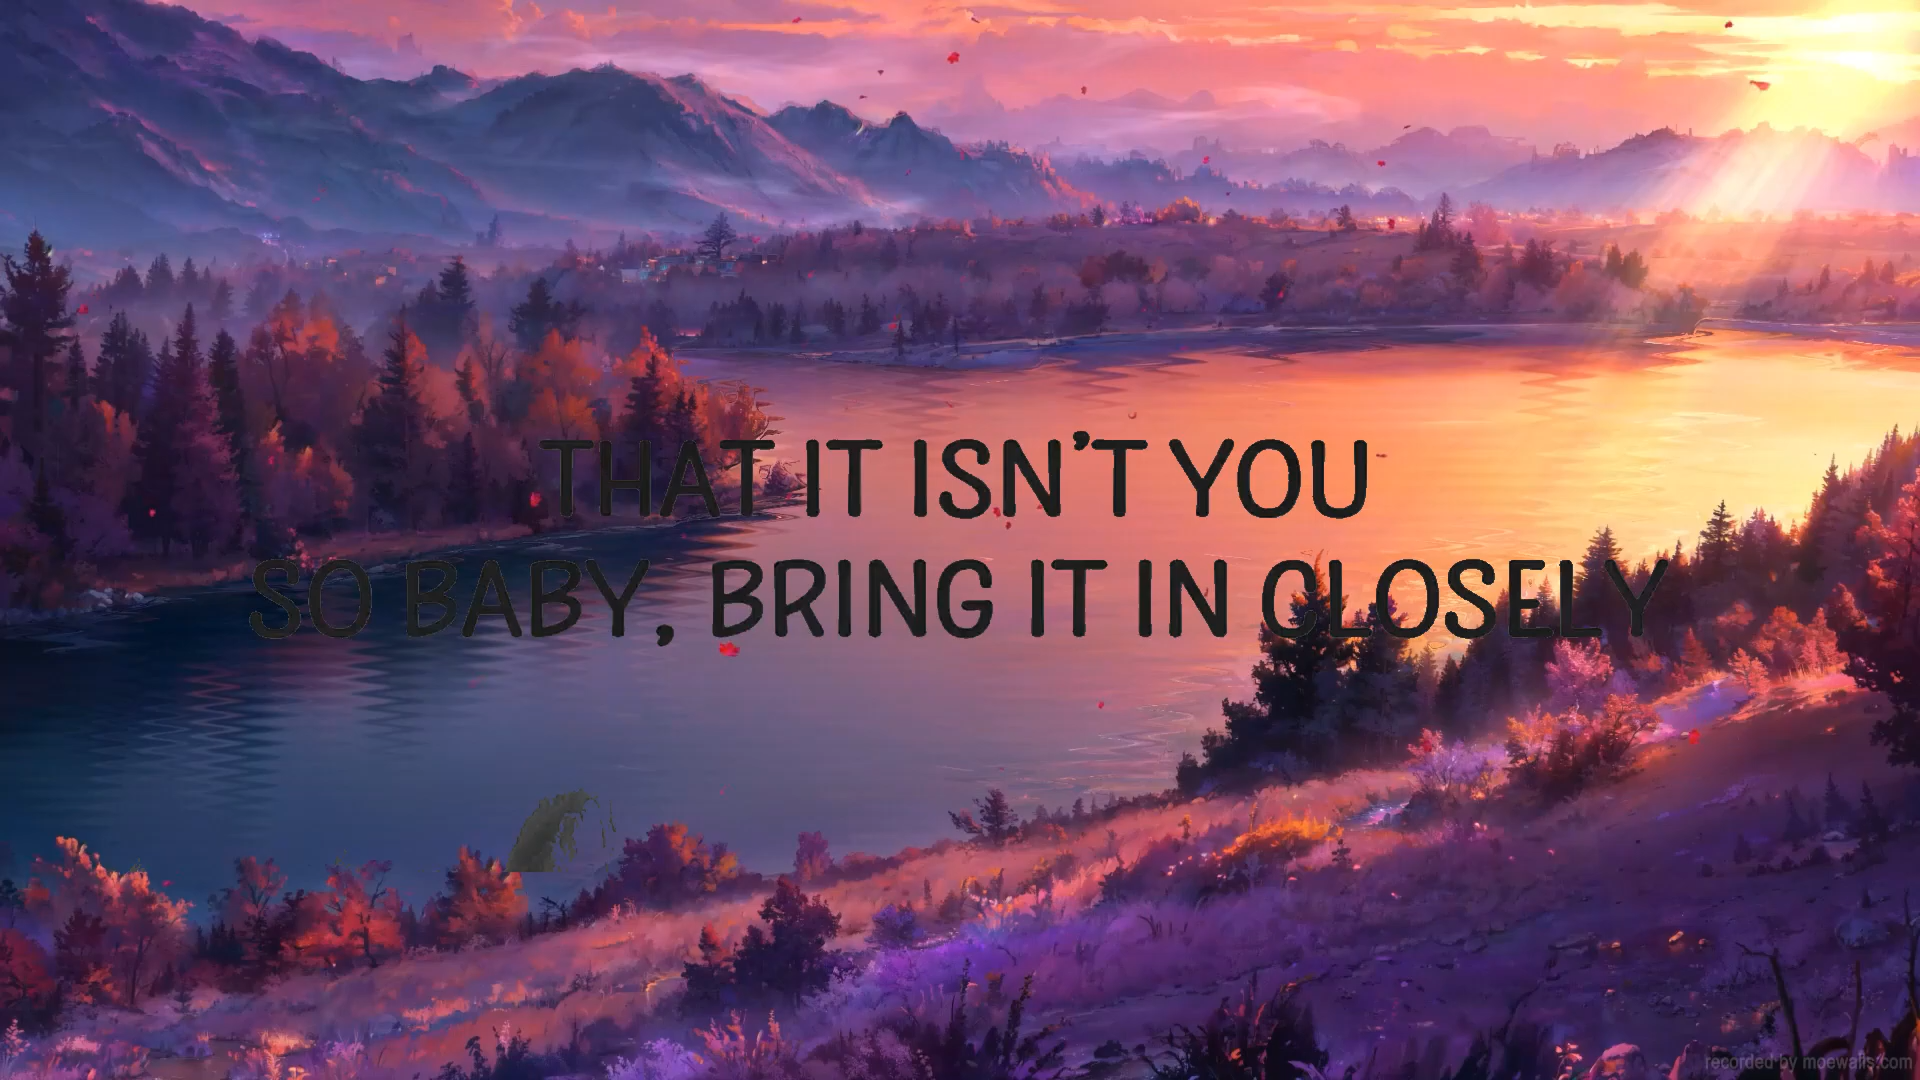 THAT IT ISN'T YOU
SO BABY, BRING IT IN CLOSELY
recorded by moewalls.com